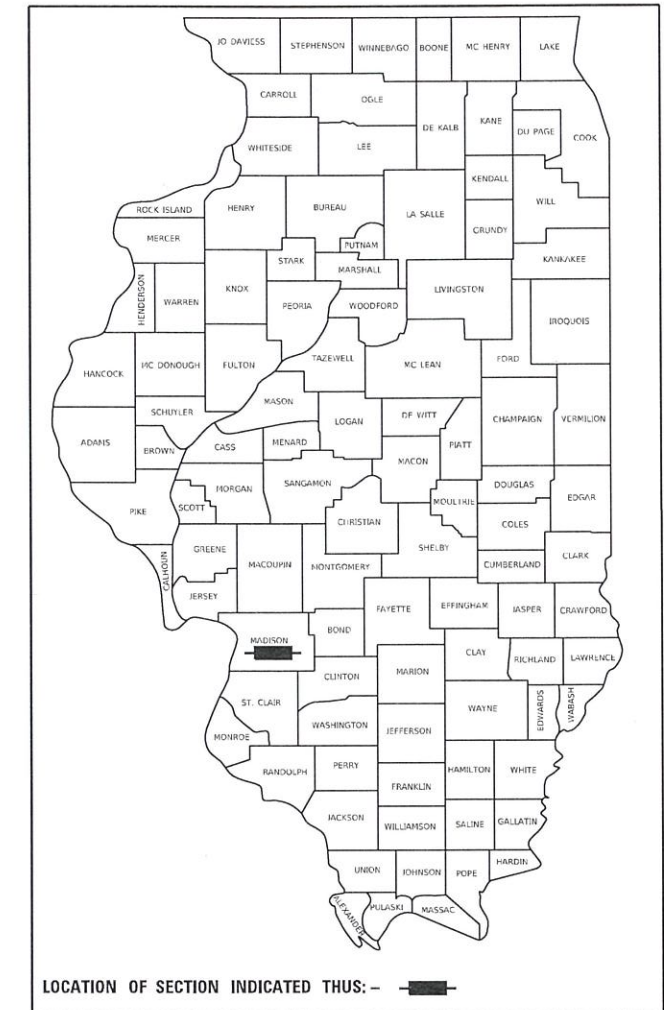 JO DAVIESS
STEPHENSON
WINNEBAGO
BOONE
MC HENRY
LAKE
CARROLL
OGLE
DE KALB
KANE
DU PAGE
COOK
WHITESIDE
LEE
KENDALL
WILL
ROCK ISLAND
HENRY
BUREAU
LA SALLE
GRUNDY
MERCER
PUTNAM
KANKAKEE
STARK
MARSHALL
HENDERSON
WARREN
KNOX
PEORIA
WOODFORD
LIVINGSTON
IROQUOIS
HANCOCK
MC DONOUGH
FULTON
TAZEWELL
MC LEAN
FORD
MASON
SCHUYLER
LOGAN
DE WITT
CHAMPAIGN
VERMILION
ADAMS
BROWN
CASS
MENARD
PIATT
MACON
MORGAN
SANGAMON
DOUGLAS
EDGAR
PIKE
SCOTT
MOULTRIE
CHRISTIAN
COLES
GREENE
MACOUPIN
SHELBY
CLARK
CALHOUN
MONTGOMERY
CUMBERLAND
JERSEY
FAYETTE
EFFINGHAM
JASPER
CRAWFORD
BOND
MADISON
CLAY
RICHLAND
LAWRENCE
MARION
CLINTON
ST. CLAIR
WAYNE
EDWARDS
WABASH
WASHINGTON
JEFFERSON
MONROE
PERRY
RANDOLPH
HAMILTON
WHITE
FRANKLIN
JACKSON
WILLIAMSON
SALINE
GALLATIN
UNION
JOHNSON
POPE
HARDIN
ALEXANDER
PULASKI
MASSAC
LOCATION OF SECTION INDICATED THUS: –